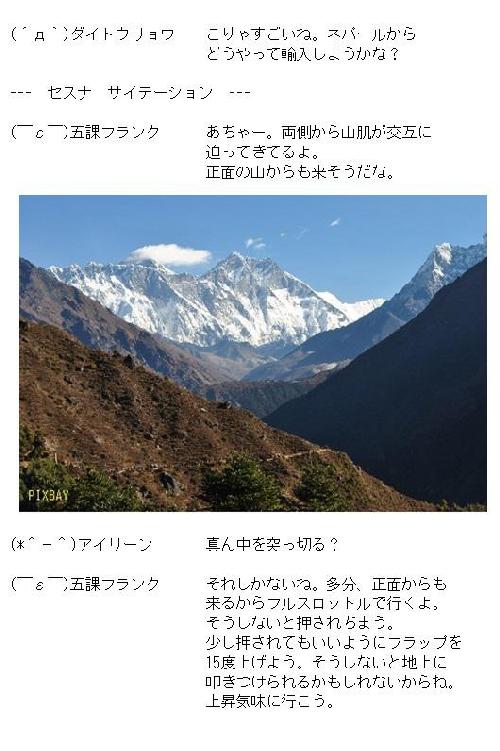 (´д`)ダイトウリョウ　こりゃすごいね。ネパールから
どうやって輸入しようかな？
---　セスナ　サイテーション　---
(￣ε￣)五課フランク　あちゃー。両側から山肌が交互に
迫ってきてるよ。
正面の山からも来そうだな。
PIXBAY
(*＾－＾)アイリーン　真ん中を突っ切る？
(￣ε￣)五課フランク　それしかないね。多分、正面からも
来るからフルスロットルで行くよ。
そうしないと押されちまう。
少し押されてもいいようにフラップを
15度上げよう。そうしないと地上に
叩きつけられるかもしれないからね。
上昇気味に行こう。